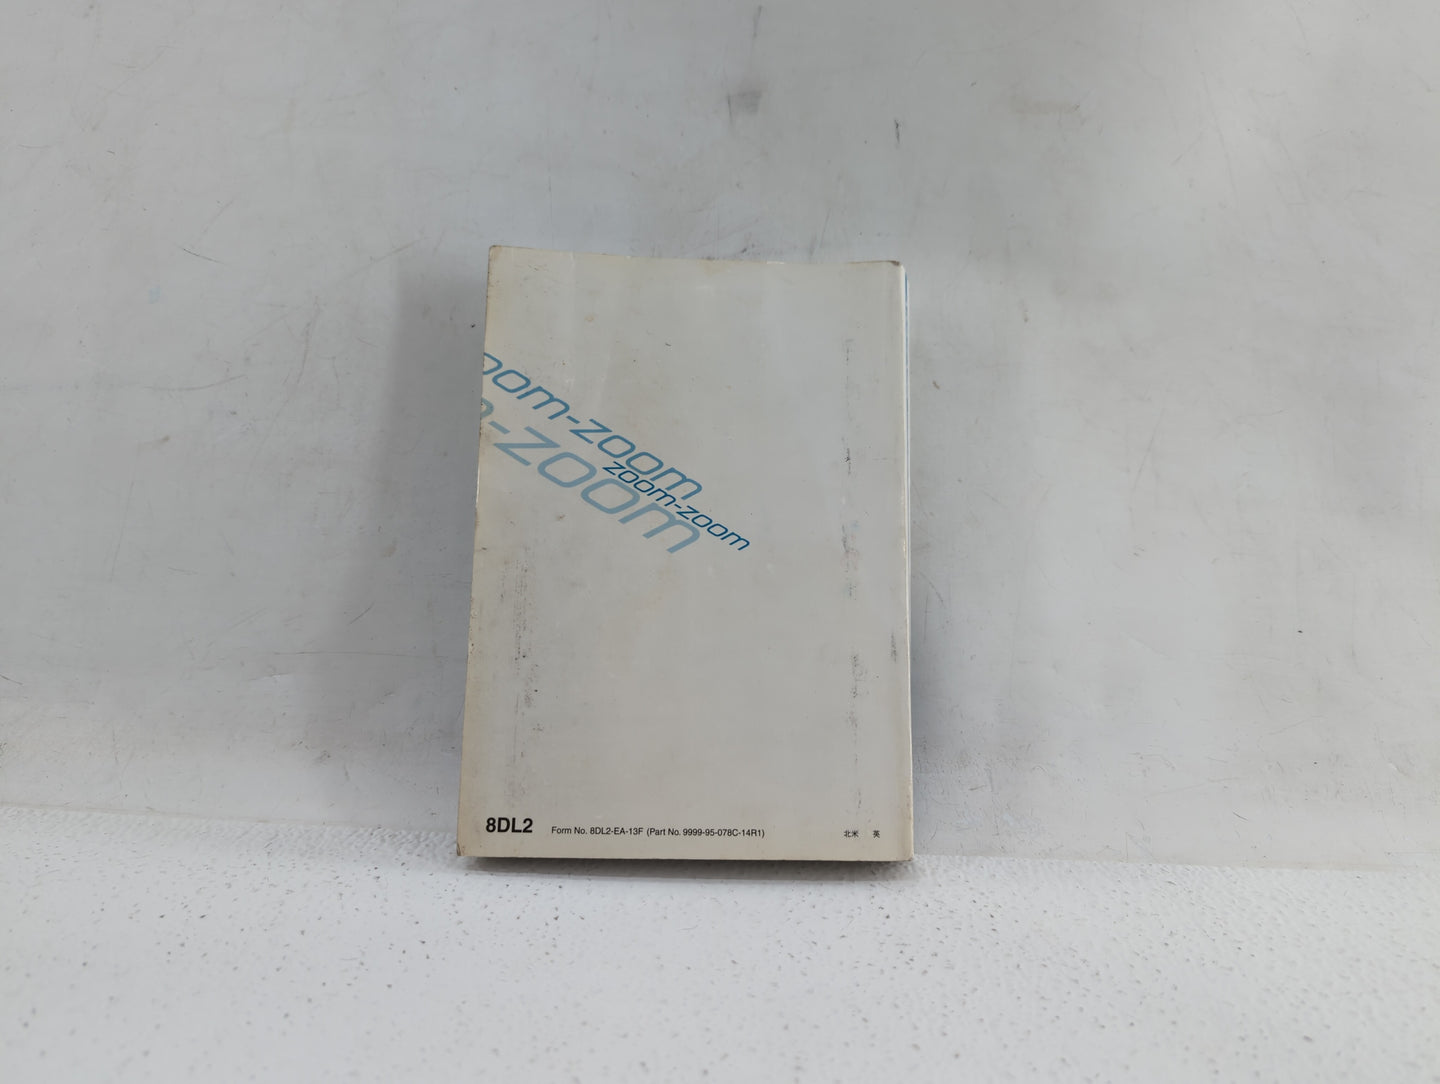 oom-zoom
-zoom
zoom-zoom
8DL2 Form No. 8DL2-EA-13F (Part No. 9999-95-078C-14R1) 北米 英